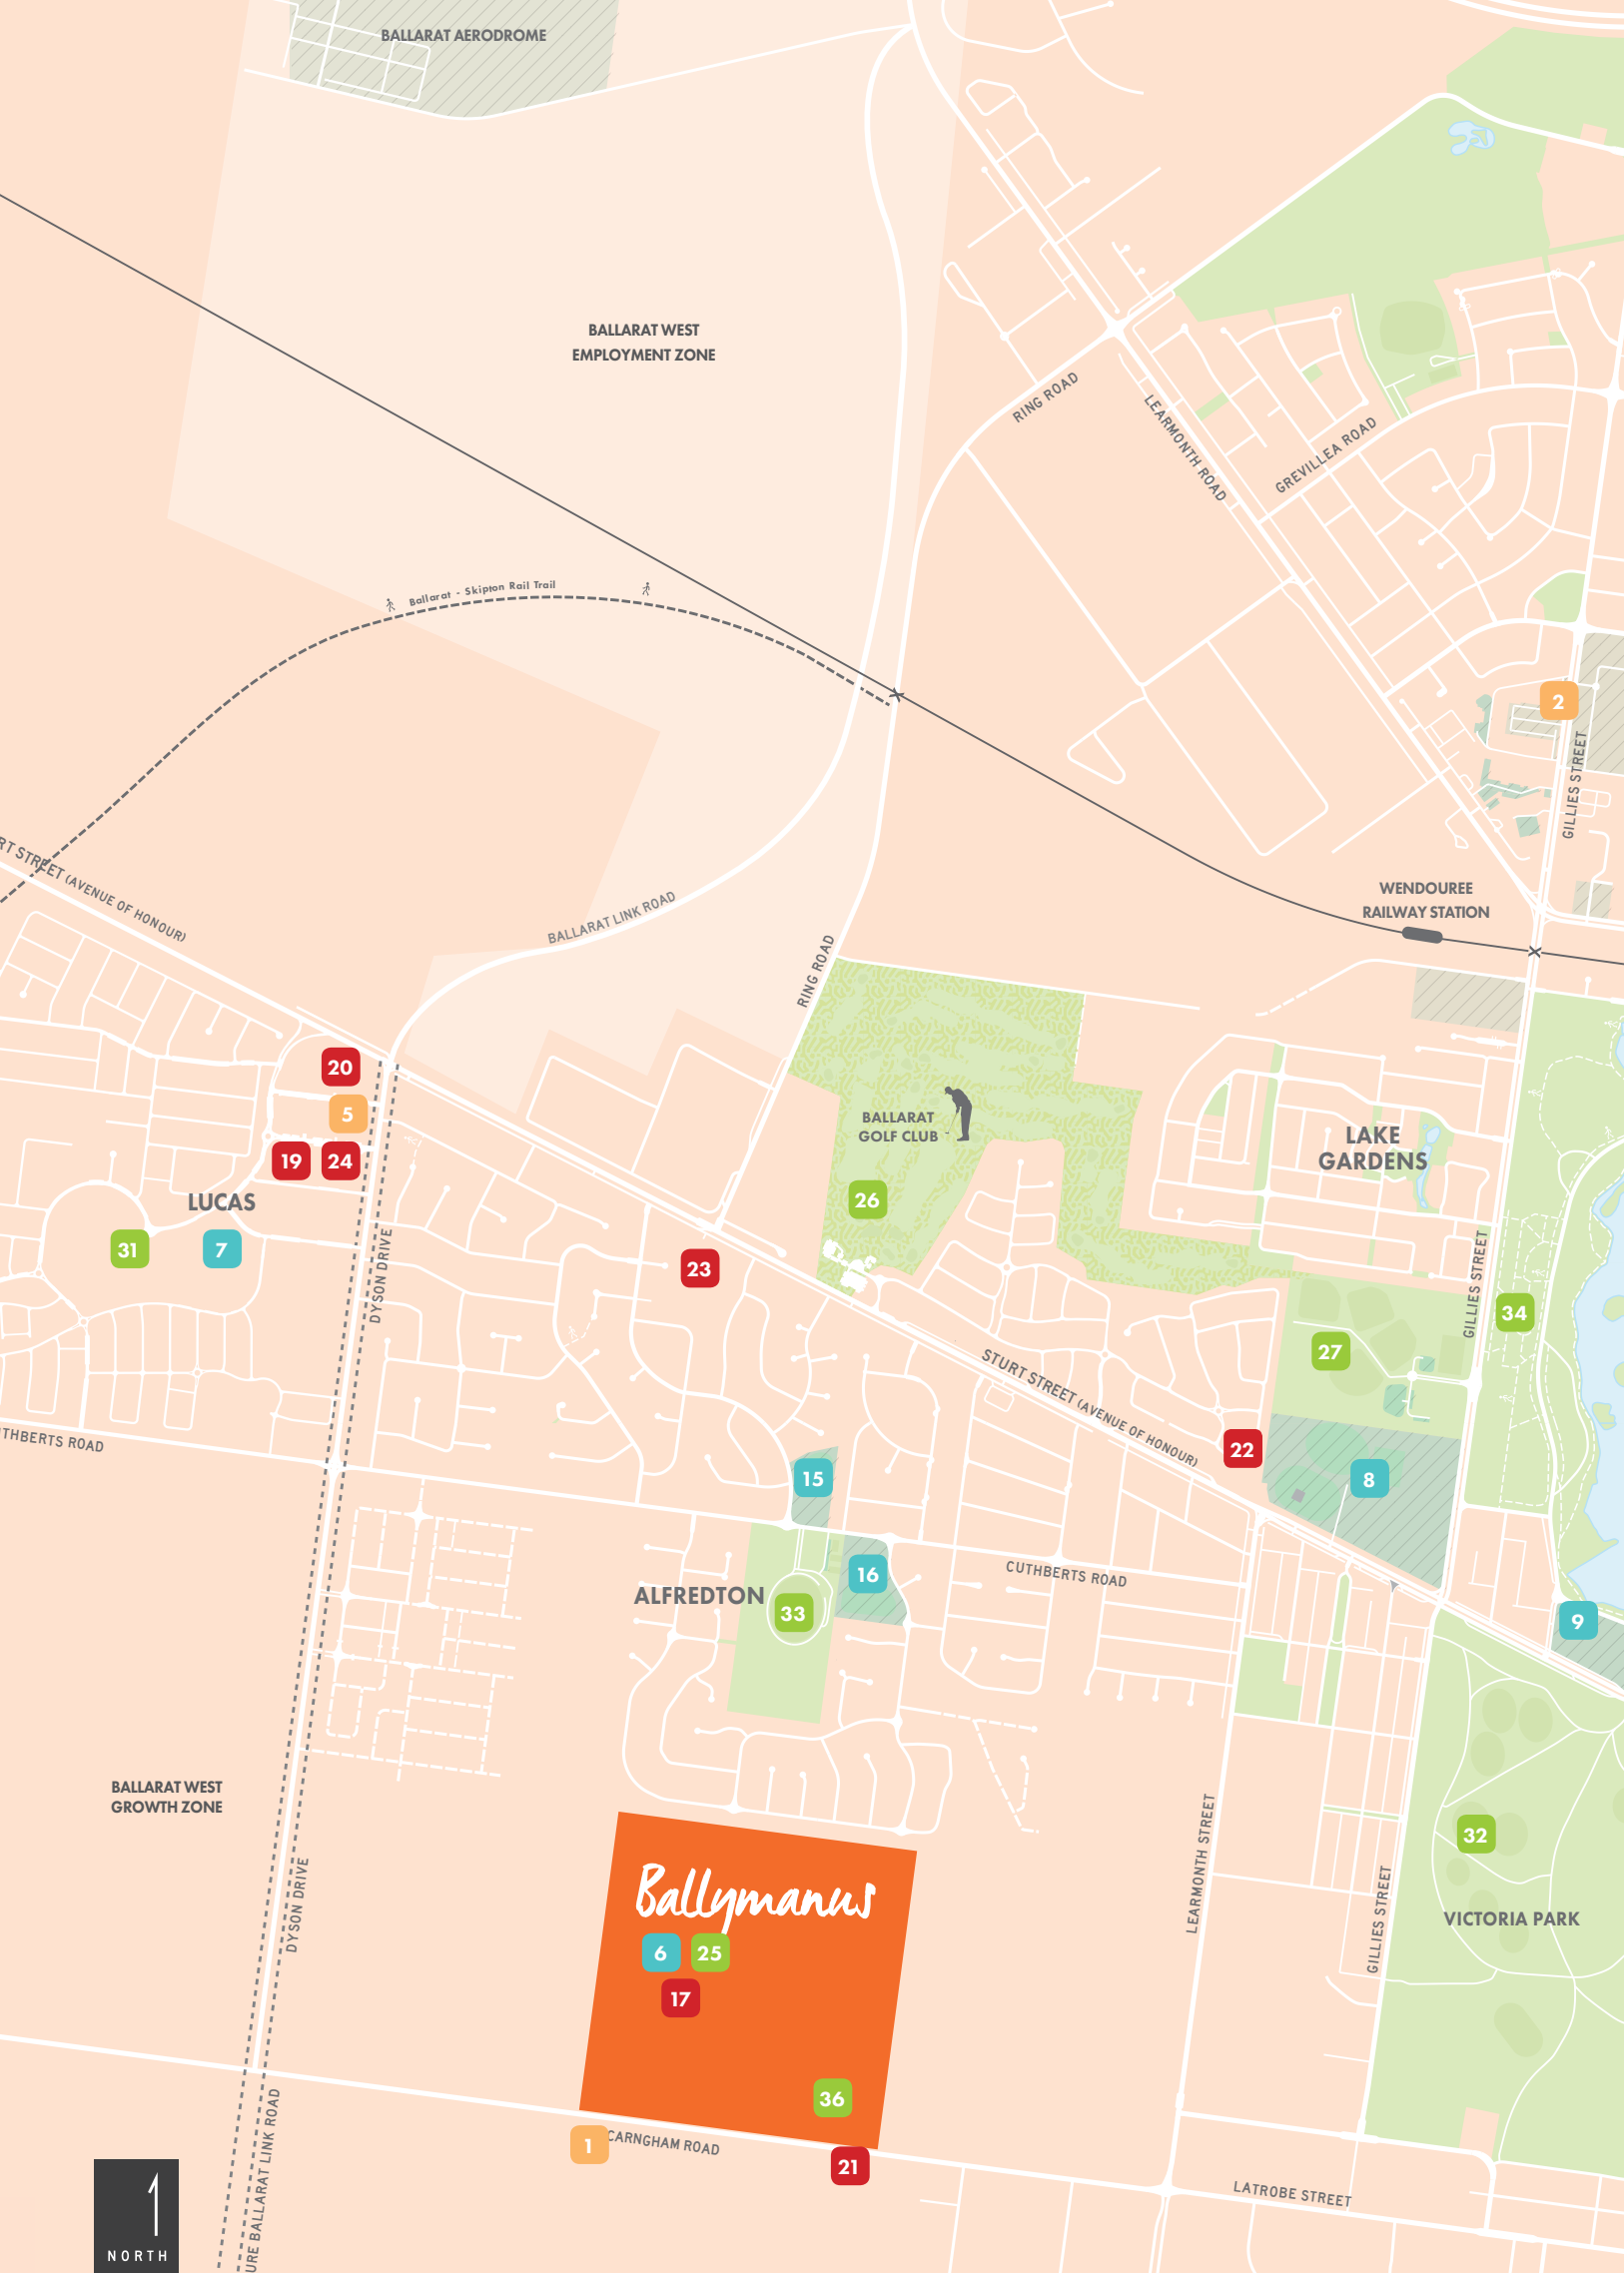 BALLARAT AERODROME
BALLARAT WEST
EMPLOYMENT ZONE
RING ROAD
LEARMONTH ROAD
GREVILLEA ROAD
Ballarat - Skipton Rail Trail
2
GILLIES STREET
RT STREET (AVENUE OF HONOUR)
WENDOUREE
RAILWAY STATION
BALLARAT LINK ROAD
RING ROAD
20
5
19
24
LUCAS
31
7
DYSON DRIVE
BALLARAT
GOLF CLUB
26
LAKE
GARDENS
23
GILLIES STREET
34
27
STURT STREET (AVENUE OF HONOUR)
22
8
THBERTS ROAD
15
16
CUTHBERTS ROAD
ALFREDTON
33
9
BALLARAT WEST
GROWTH ZONE
DYSON DRIVE
LEARMONTH STREET
32
GILLIES STREET
VICTORIA PARK
Ballymanus
6
25
17
36
1
CARNGHAM ROAD
21
LATROBE STREET
URE BALLARAT LINK ROAD
1
NORTH